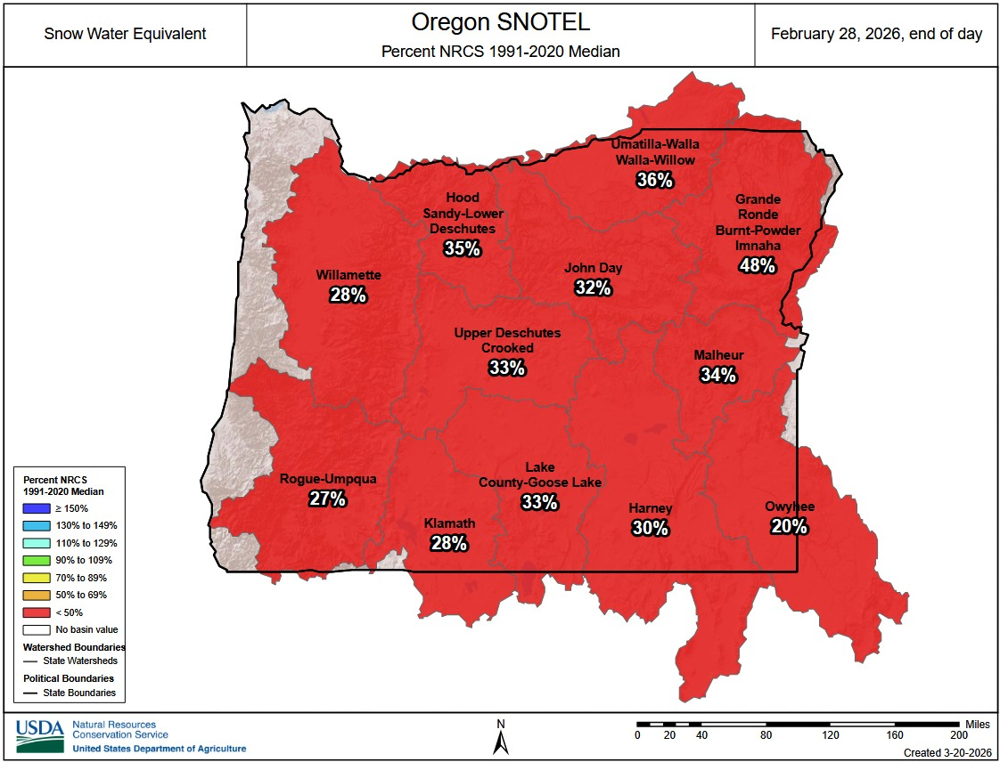 Snow Water Equivalent
Oregon SNOTEL
Percent NRCS 1991-2020 Median
February 28, 2026, end of day
Umatilla-Walla
Walla-Willow
36%
Hood
Sandy-Lower
Deschutes
35%
Grande
Ronde
Burnt-Powder
Imnaha
48%
Willamette
28%
John Day
32%
Upper Deschutes
Crooked
33%
Malheur
34%
Rogue-Umpqua
27%
Lake
County-Goose Lake
33%
Klamath
28%
Harney
30%
Owyhee
20%
Percent NRCS
1991-2020 Median
≥ 150%
130% to 149%
110% to 129%
90% to 109%
70% to 89%
50% to 69%
< 50%
No basin value
Watershed Boundaries
State Watersheds
Political Boundaries
State Boundaries
USDA
Natural Resources
Conservation Service
United States Department of Agriculture
N
Miles
0 20 40 80 120 160 200
Created 3-20-2026